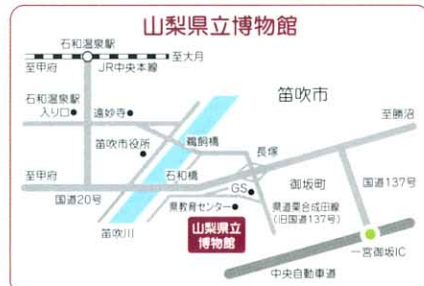 山梨県立博物館
石和温泉駅
至甲府
JR中央本線
至大月
笛吹市
石和温泉駅
入り口
遠妙寺
至勝沼
鵜飼橋
笛吹市役所
長塚
至甲府
石和橋
国道20号
GS
御坂町
国道137号
県教育センター
県道栗合成田線
(旧国道137号)
笛吹川
山梨県立
博物館
一宮御坂IC
中央自動車道